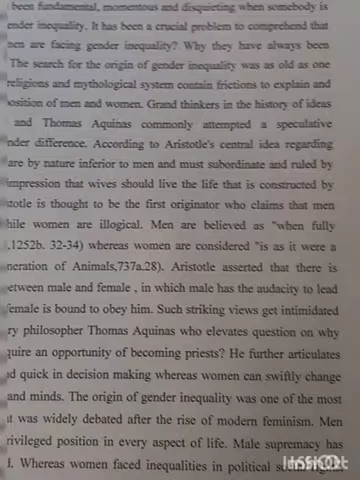 been fundamental, momentous and disquieting when somebody is
ender inequality. It has been a crucial problem to comprehend that
men are facing gender inequality? Why they have always been
The search for the origin of gender inequality was as old as one
religions and mythological system contain frictions to explain and
osition of men and women. Grand thinkers in the history of ideas
and Thomas Aquinas commonly attempted a speculative
nder difference. According to Aristotle's central idea regarding
are by nature inferior to men and must subordinate and ruled by
impression that wives should live the life that is constructed by
stotle is thought to be the first originator who claims that men
hile women are illogical. Men are believed as "when fully
,1252b. 32-34) whereas women are considered "is as it were a
neration of Animals,737a.28). Aristotle asserted that there is
etween male and female , in which male has the audacity to lead
female is bound to obey him. Such striking views get intimidated
ry philosopher Thomas Aquinas who elevates question on why
quire an opportunity of becoming priests? He further articulates
nd quick in decision making whereas women can swiftly change
and minds. The origin of gender inequality was one of the most
it was widely debated after the rise of modern feminism. Men
rivileged position in every aspect of life. Male supremacy has
l. Whereas women faced inequalities in political